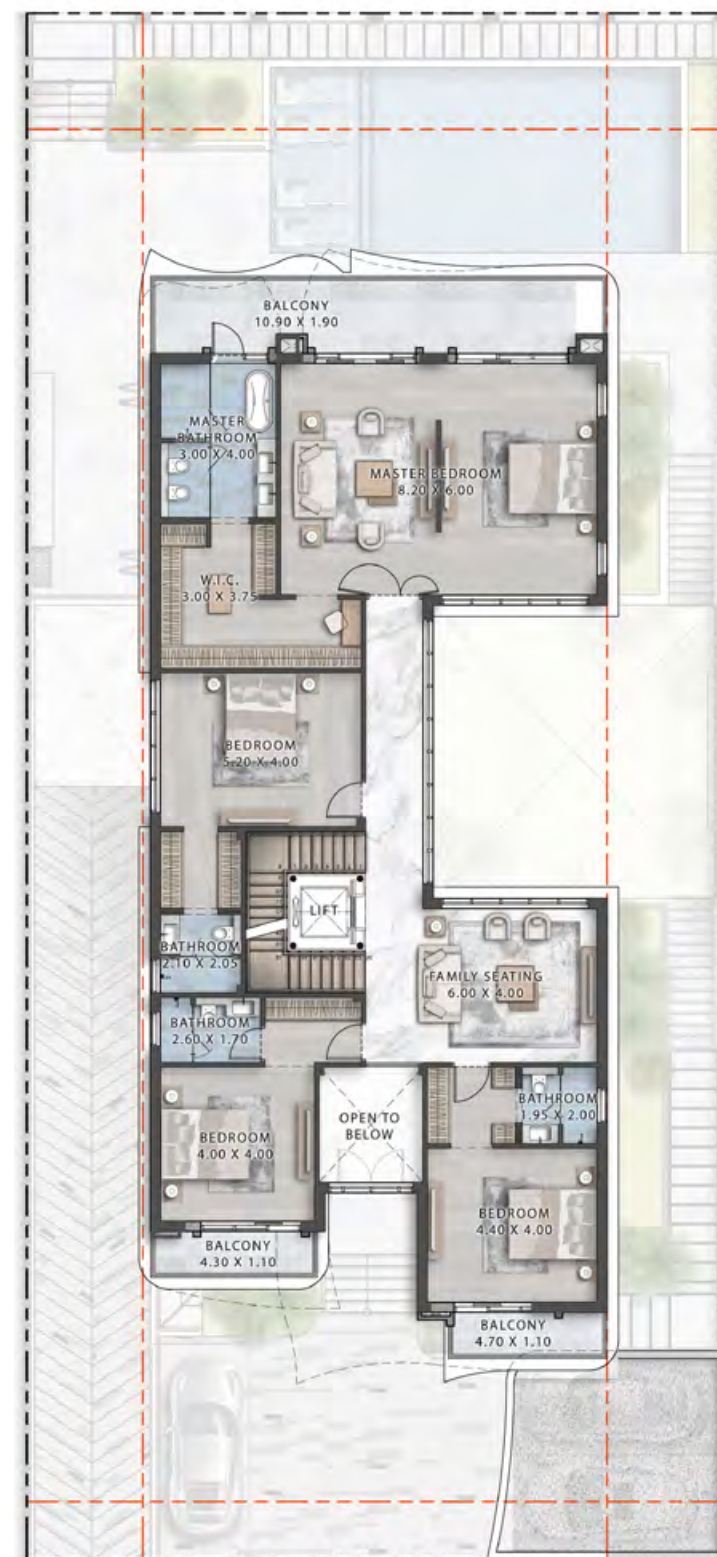 BALCONY
10.90 X 1.90
MASTER
BATHROOM
3.00 X 4.00
MASTER BEDROOM
8.20 X 6.00
W.I.C.
3.00 X 3.75
BEDROOM
5.20 X 4.00
LIFT
BATHROOM
2.10 X 2.05
FAMILY SEATING
6.00 X 4.00
BATHROOM
2.60 X 1.70
BATHROOM
1.95 X 2.00
OPEN TO
BELOW
BEDROOM
4.00 X 4.00
BEDROOM
4.40 X 4.00
BALCONY
4.30 X 1.10
BALCONY
4.70 X 1.10